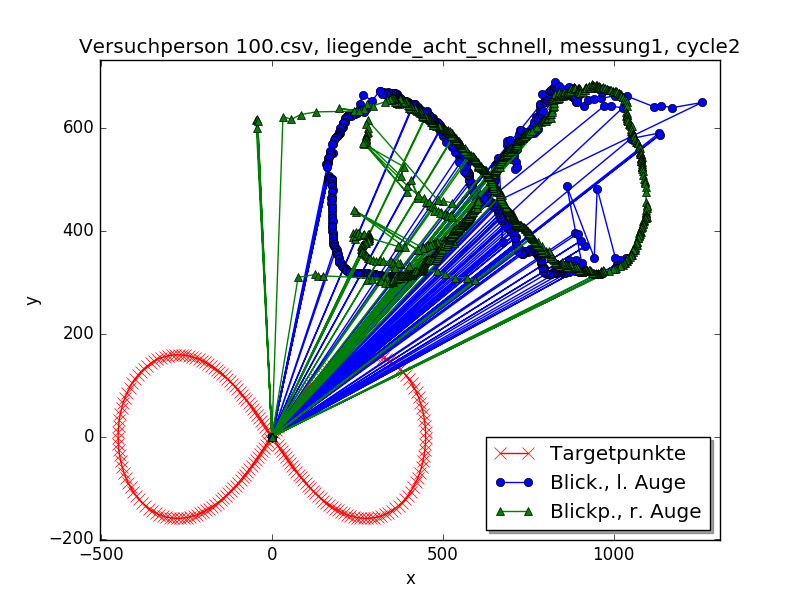 Versuchperson 100.csv, liegende_acht_schnell, messung1, cycle2
600
400
200
0
−200
−500
0
500
1000
y
x
Targetpunkte
Blick., l. Auge
Blickp., r. Auge